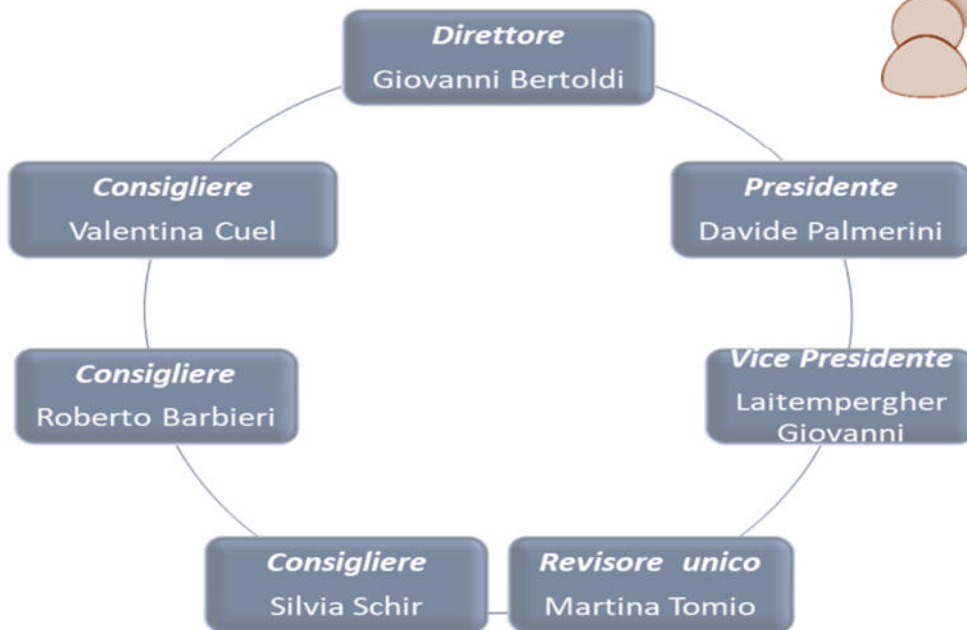 Direttore
Giovanni Bertoldi
Consigliere
Valentina Cuel
Presidente
Davide Palmerini
Consigliere
Roberto Barbieri
Vice Presidente
Laitempergher
Giovanni
Consigliere
Silvia Schir
Revisore unico
Martina Tomio